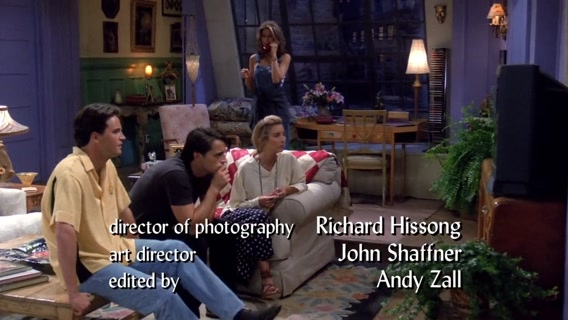 director of photography Richard Hissong
art director John Shaffner
edited by Andy Zall